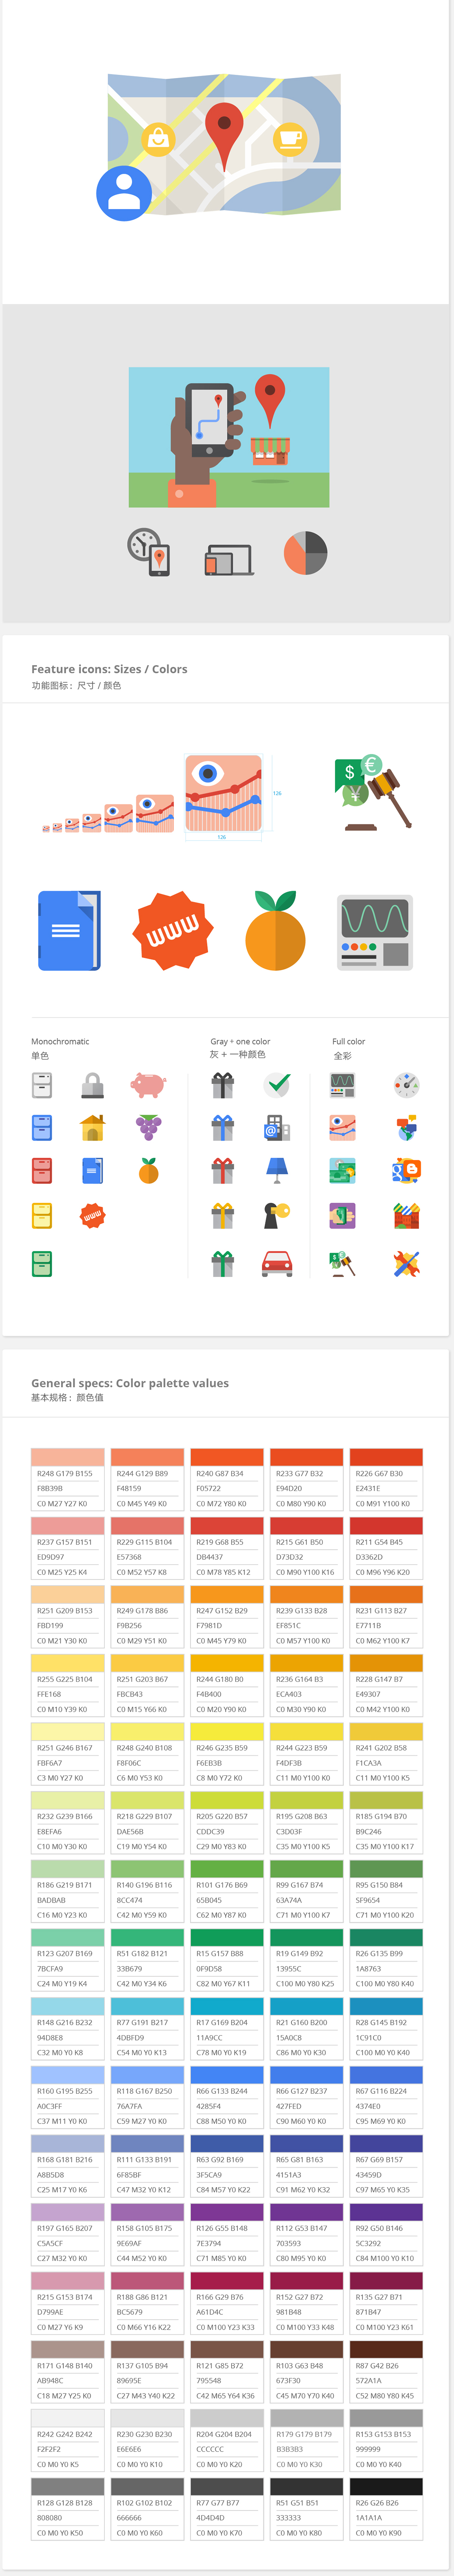 Feature icons: Sizes / Colors
功能图标：尺寸 / 颜色
126
126
$
€
¥
WWW
Monochromatic
单色
Gray + one color
灰 + 一种颜色
Full color
全彩
@
WWW
General specs: Color palette values
基本规格：颜色值
R248 G179 B155
F8B39B
C0 M27 Y27 K0
R244 G129 B89
F48159
C0 M45 Y49 K0
R240 G87 B34
F05722
C0 M72 Y80 K0
R233 G77 B32
E94D20
C0 M80 Y90 K0
R226 G67 B30
E2431E
C0 M91 Y100 K0
R237 G157 B151
ED9D97
C0 M25 Y25 K4
R229 G115 B104
E57368
C0 M52 Y57 K8
R219 G68 B55
DB4437
C0 M78 Y85 K12
R215 G61 B50
D73D32
C0 M90 Y100 K16
R211 G54 B45
D3362D
C0 M96 Y96 K20
R251 G209 B153
FBD199
C0 M21 Y30 K0
R249 G178 B86
F9B256
C0 M29 Y51 K0
R247 G152 B29
F7981D
C0 M45 Y79 K0
R239 G133 B28
EF851C
C0 M57 Y100 K0
R231 G113 B27
E7711B
C0 M62 Y100 K7
R255 G225 B104
FFE168
C0 M10 Y39 K0
R251 G203 B67
FBCB43
C0 M15 Y66 K0
R244 G180 B0
F4B400
C0 M20 Y90 K0
R236 G164 B3
ECA403
C0 M30 Y90 K0
R228 G147 B7
E49307
C0 M42 Y100 K0
R251 G246 B167
FBF6A7
C3 M0 Y27 K0
R248 G240 B108
F8F06C
C6 M0 Y53 K0
R246 G235 B59
F6EB3B
C8 M0 Y72 K0
R244 G223 B59
F4DF3B
C11 M0 Y100 K0
R241 G202 B58
F1CA3A
C11 M0 Y100 K5
R232 G239 B166
E8EFA6
C10 M0 Y30 K0
R218 G229 B107
DAE56B
C19 M0 Y54 K0
R205 G220 B57
CDDC39
C29 M0 Y83 K0
R195 G208 B63
C3D03F
C35 M0 Y100 K5
R185 G194 B70
B9C246
C35 M0 Y100 K17
R186 G219 B171
BADBAB
C16 M0 Y23 K0
R140 G196 B116
8CC474
C42 M0 Y59 K0
R101 G176 B69
65B045
C62 M0 Y87 K0
R99 G167 B74
63A74A
C71 M0 Y100 K7
R95 G150 B84
5F9654
C71 M0 Y100 K20
R123 G207 B169
7BCFA9
C24 M0 Y19 K4
R51 G182 B121
33B679
C42 M0 Y34 K6
R15 G157 B88
0F9D58
C82 M0 Y67 K11
R19 G149 B92
13955C
C100 M0 Y80 K25
R26 G135 B99
1A8763
C100 M0 Y80 K40
R148 G216 B232
94D8E8
C32 M0 Y0 K8
R77 G191 B217
4DBFD9
C54 M0 Y0 K13
R17 G169 B204
11A9CC
C78 M0 Y0 K19
R21 G160 B200
15A0C8
C86 M0 Y0 K30
R28 G145 B192
1C91C0
C100 M0 Y0 K40
R160 G195 B255
A0C3FF
C37 M11 Y0 K0
R118 G167 B250
76A7FA
C59 M27 Y0 K0
R66 G133 B244
4285F4
C88 M50 Y0 K0
R66 G127 B237
427FED
C90 M60 Y0 K0
R67 G116 B224
4374E0
C95 M69 Y0 K0
R168 G181 B216
A8B5D8
C25 M17 Y0 K6
R111 G133 B191
6F85BF
C47 M32 Y0 K12
R63 G92 B169
3F5CA9
C84 M57 Y0 K22
R65 G81 B163
4151A3
C91 M62 Y0 K32
R67 G69 B157
43459D
C97 M65 Y0 K35
R197 G165 B207
C5A5CF
C27 M32 Y0 K0
R158 G105 B175
9E69AF
C44 M52 Y0 K0
R126 G55 B148
7E3794
C71 M85 Y0 K0
R112 G53 B147
703593
C80 M95 Y0 K0
R92 G50 B146
5C3292
C84 M100 Y0 K10
R215 G153 B174
D799AE
C0 M27 Y6 K9
R188 G86 B121
BC5679
C0 M66 Y16 K22
R166 G29 B76
A61D4C
C0 M100 Y23 K33
R152 G27 B72
981B48
C0 M100 Y33 K48
R135 G27 B71
871B47
C0 M100 Y23 K61
R171 G148 B140
AB948C
C18 M27 Y25 K0
R137 G105 B94
89695E
C27 M43 Y40 K22
R121 G85 B72
795548
C42 M65 Y64 K36
R103 G63 B48
673F30
C45 M70 Y70 K40
R87 G42 B26
572A1A
C52 M80 Y80 K45
R242 G242 B242
F2F2F2
C0 M0 Y0 K5
R230 G230 B230
E6E6E6
C0 M0 Y0 K10
R204 G204 B204
CCCCCC
C0 M0 Y0 K20
R179 G179 B179
B3B3B3
C0 M0 Y0 K30
R153 G153 B153
999999
C0 M0 Y0 K40
R128 G128 B128
808080
C0 M0 Y0 K50
R102 G102 B102
666666
C0 M0 Y0 K60
R77 G77 B77
4D4D4D
C0 M0 Y0 K70
R51 G51 B51
333333
C0 M0 Y0 K80
R26 G26 B26
1A1A1A
C0 M0 Y0 K90